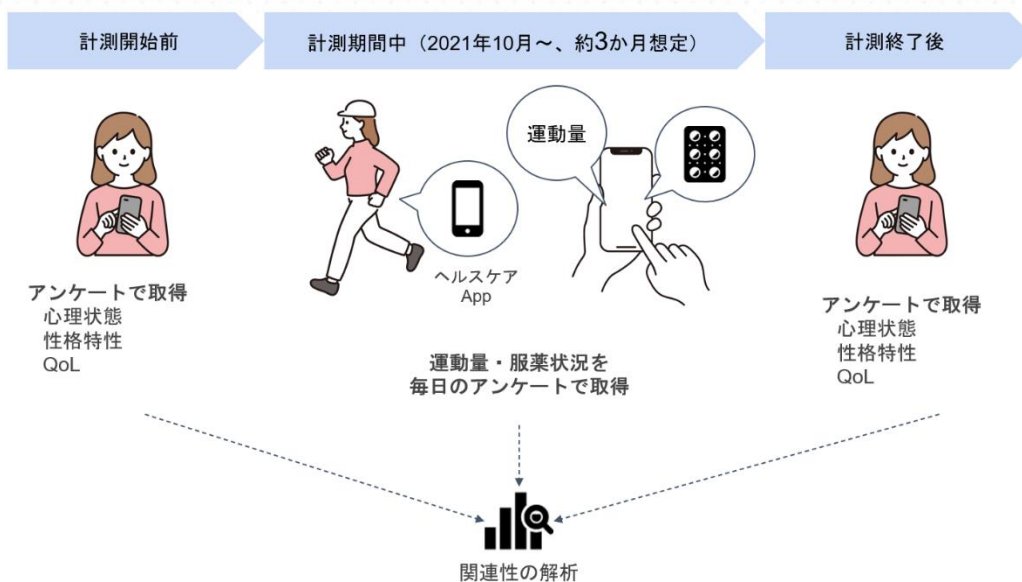 計測開始前
計測期間中（2021年10月～、約3か月想定）
計測終了後
運動量
ヘルスケア
App
アンケートで取得
心理状態
性格特性
QoL
運動量・服薬状況を
毎日のアンケートで取得
アンケートで取得
心理状態
性格特性
QoL
関連性の解析